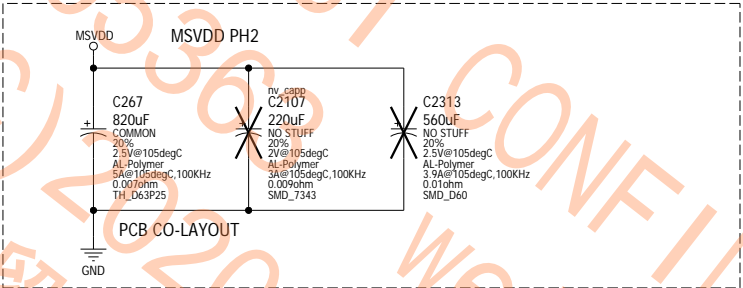 MSVDD
MSVDD PH2
C267
820uF
COMMON
20%
2.5V@105degC
AL-Polymer
5A@105degC,100KHz
0.007ohm
TH_D63P25
nv_capp
C2107
220uF
NO STUFF
20%
2V@105degC
AL-Polymer
3A@105degC,100KHz
0.009ohm
SMD_7343
C2313
560uF
NO STUFF
20%
2.5V@105degC
AL-Polymer
3.9A@105degC,100KHz
0.01ohm
SMD_D60
PCB CO-LAYOUT
GND